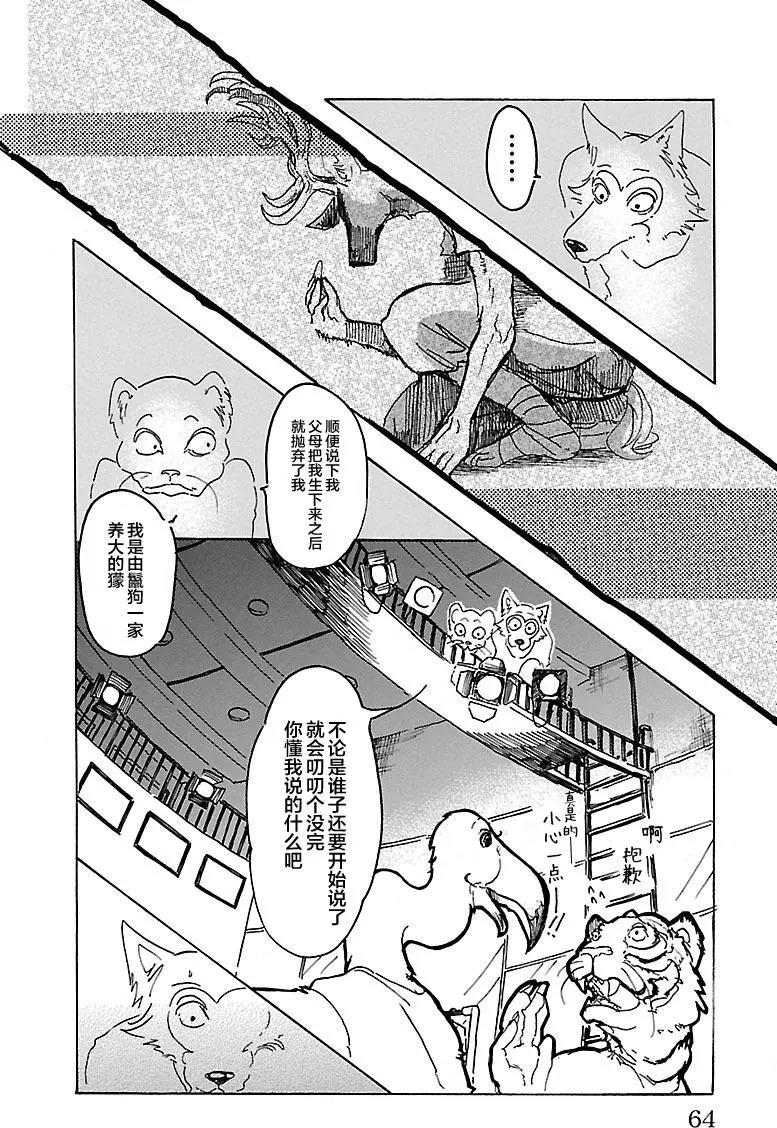 ……
顺便说下我
父母把我生下来之后
就抛弃了我
我是由鬣狗一家
养大的獴
不论是谁子还要开始说了
就会叨叨个没完
你懂我说的什么吧
啊
抱歉
真是的——
小心一点——
64